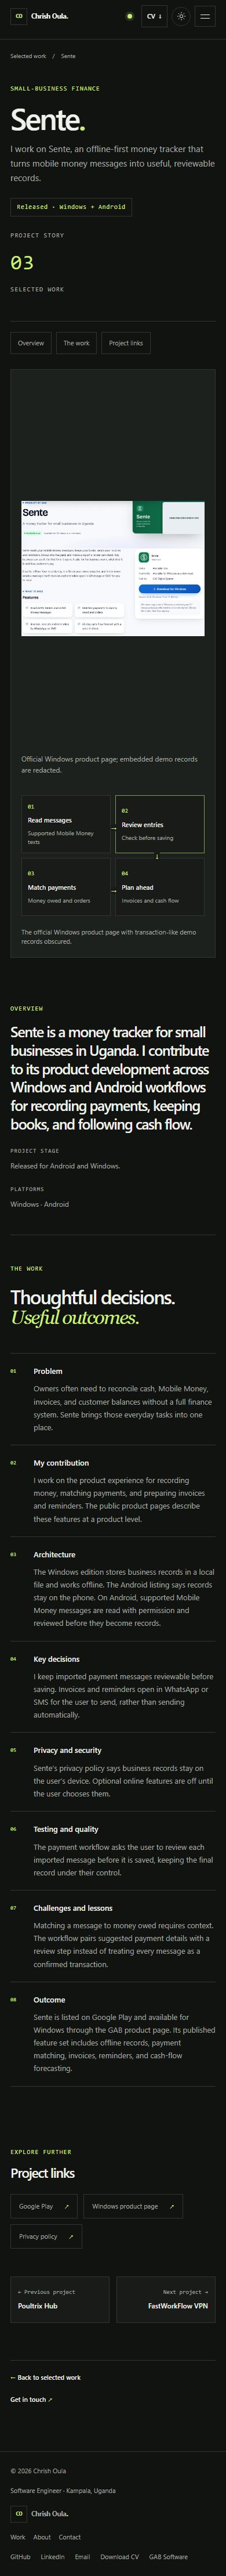 CO Chris Oula. CV ↓
Selected work / Sente
SMALL-BUSINESS FINANCE
Sente.
I work on Sente, an offline-first money tracker that
turns mobile money messages into useful, reviewable
records.
Released · Windows + Android
PROJECT STORY
03
SELECTED WORK
Overview
The work
Project links
Sente
Features
Sente
Official Windows product page; embedded demo records
are redacted.
01
Read messages
Supported Mobile Money
texts
→
02
Review entries
Check before saving
↓
03
Match payments
Money owed and orders
→
04
Plan ahead
Invoices and cash flow
The official Windows product page with transaction-like demo
records obscured.
OVERVIEW
Sente is a money tracker for small
businesses in Uganda. I contribute
to its product development across
Windows and Android workflows
for recording payments, keeping
books, and following cash flow.
PROJECT STAGE
Released for Android and Windows.
PLATFORMS
Windows · Android
THE WORK
Thoughtful decisions.
Useful outcomes.
01 Problem
Owners often need to reconcile cash, Mobile Money,
invoices, and customer balances without a full finance
system. Sente brings those everyday tasks into one
place.
02 My contribution
I work on the product experience for recording
money, matching payments, and preparing invoices
and reminders. The public product pages describe
these features at a product level.
03 Architecture
The Windows edition stores business records in a local
file and works offline. The Android listing says records
stay on the phone. On Android, supported Mobile
Money messages are read with permission and
reviewed before they become records.
04 Key decisions
I keep imported payment messages reviewable before
saving. Invoices and reminders open in WhatsApp or
SMS for the user to send, rather than sending
automatically.
05 Privacy and security
Sente's privacy policy says business records stay on
the user's device. Optional online features are off until
the user chooses them.
06 Testing and quality
The payment workflow asks the user to review each
imported message before it is saved, keeping the final
record under their control.
07 Challenges and lessons
Matching a message to money owed requires context.
The workflow pairs suggested payment details with a
review step instead of treating every message as a
confirmed transaction.
08 Outcome
Sente is listed on Google Play and available for
Windows through the GAB product page. Its published
feature set includes offline records, payment
matching, invoices, reminders, and cash-flow
forecasting.
EXPLORE FURTHER
Project links
Google Play ↗
Windows product page ↗
Privacy policy ↗
← Previous project
Poultrix Hub
Next project →
FastWorkFlow VPN
← Back to selected work
Get in touch ↗
© 2026 Chris Oula
Software Engineer · Kampala, Uganda
CO Chris Oula.
Work About Contact
GitHub LinkedIn Email Download CV GAB Software